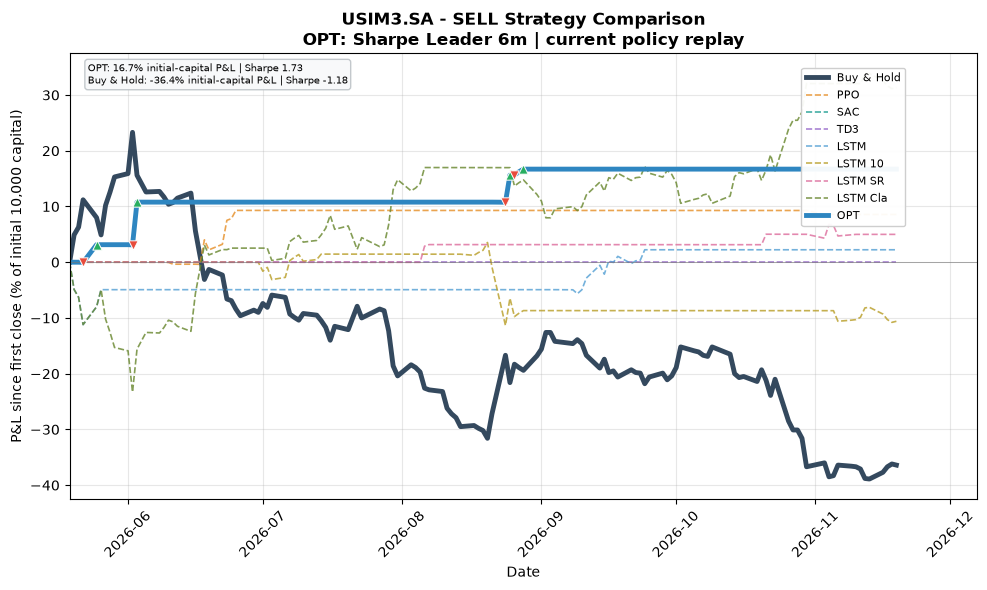 USIM3.SA - SELL Strategy Comparison
OPT: Sharpe Leader 6m | current policy replay
OPT: 16.7% initial-capital P&L | Sharpe 1.73
Buy & Hold: -36.4% initial-capital P&L | Sharpe -1.18
Buy & Hold
PPO
SAC
TD3
LSTM
LSTM 10
LSTM SR
LSTM Cla
OPT
P&L since first close (% of initial 10,000 capital)
30
20
10
0
−10
−20
−30
−40
2026-06
2026-07
2026-08
2026-09
2026-10
2026-11
2026-12
Date